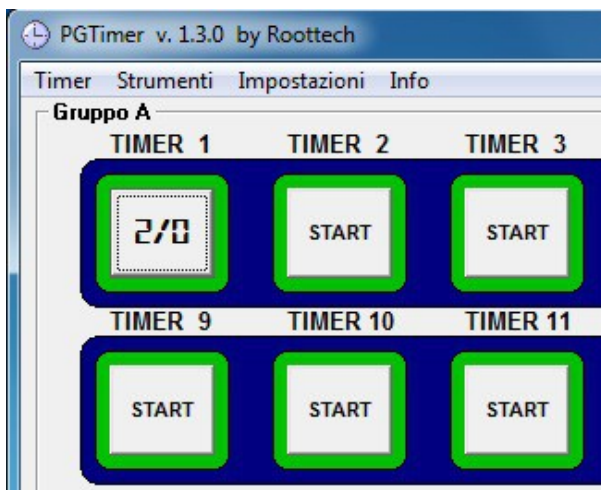 PGTimer v. 1.3.0 by Roottech
Timer Strumenti Impostazioni Info
Gruppo A
TIMER 1 TIMER 2 TIMER 3
2/0 START START
TIMER 9 TIMER 10 TIMER 11
START START START